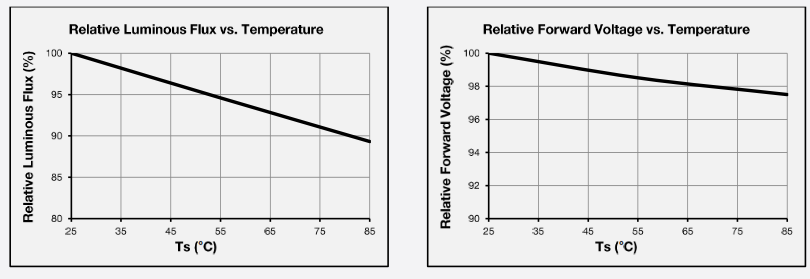 Relative Luminous Flux vs. Temperature
Relative Luminous Flux (%)
100
95
90
85
80
25 35 45 55 65 75 85
Ts (°C)
Relative Forward Voltage vs. Temperature
Relative Forward Voltage (%)
100
98
96
94
92
90
25 35 45 55 65 75 85
Ts (°C)